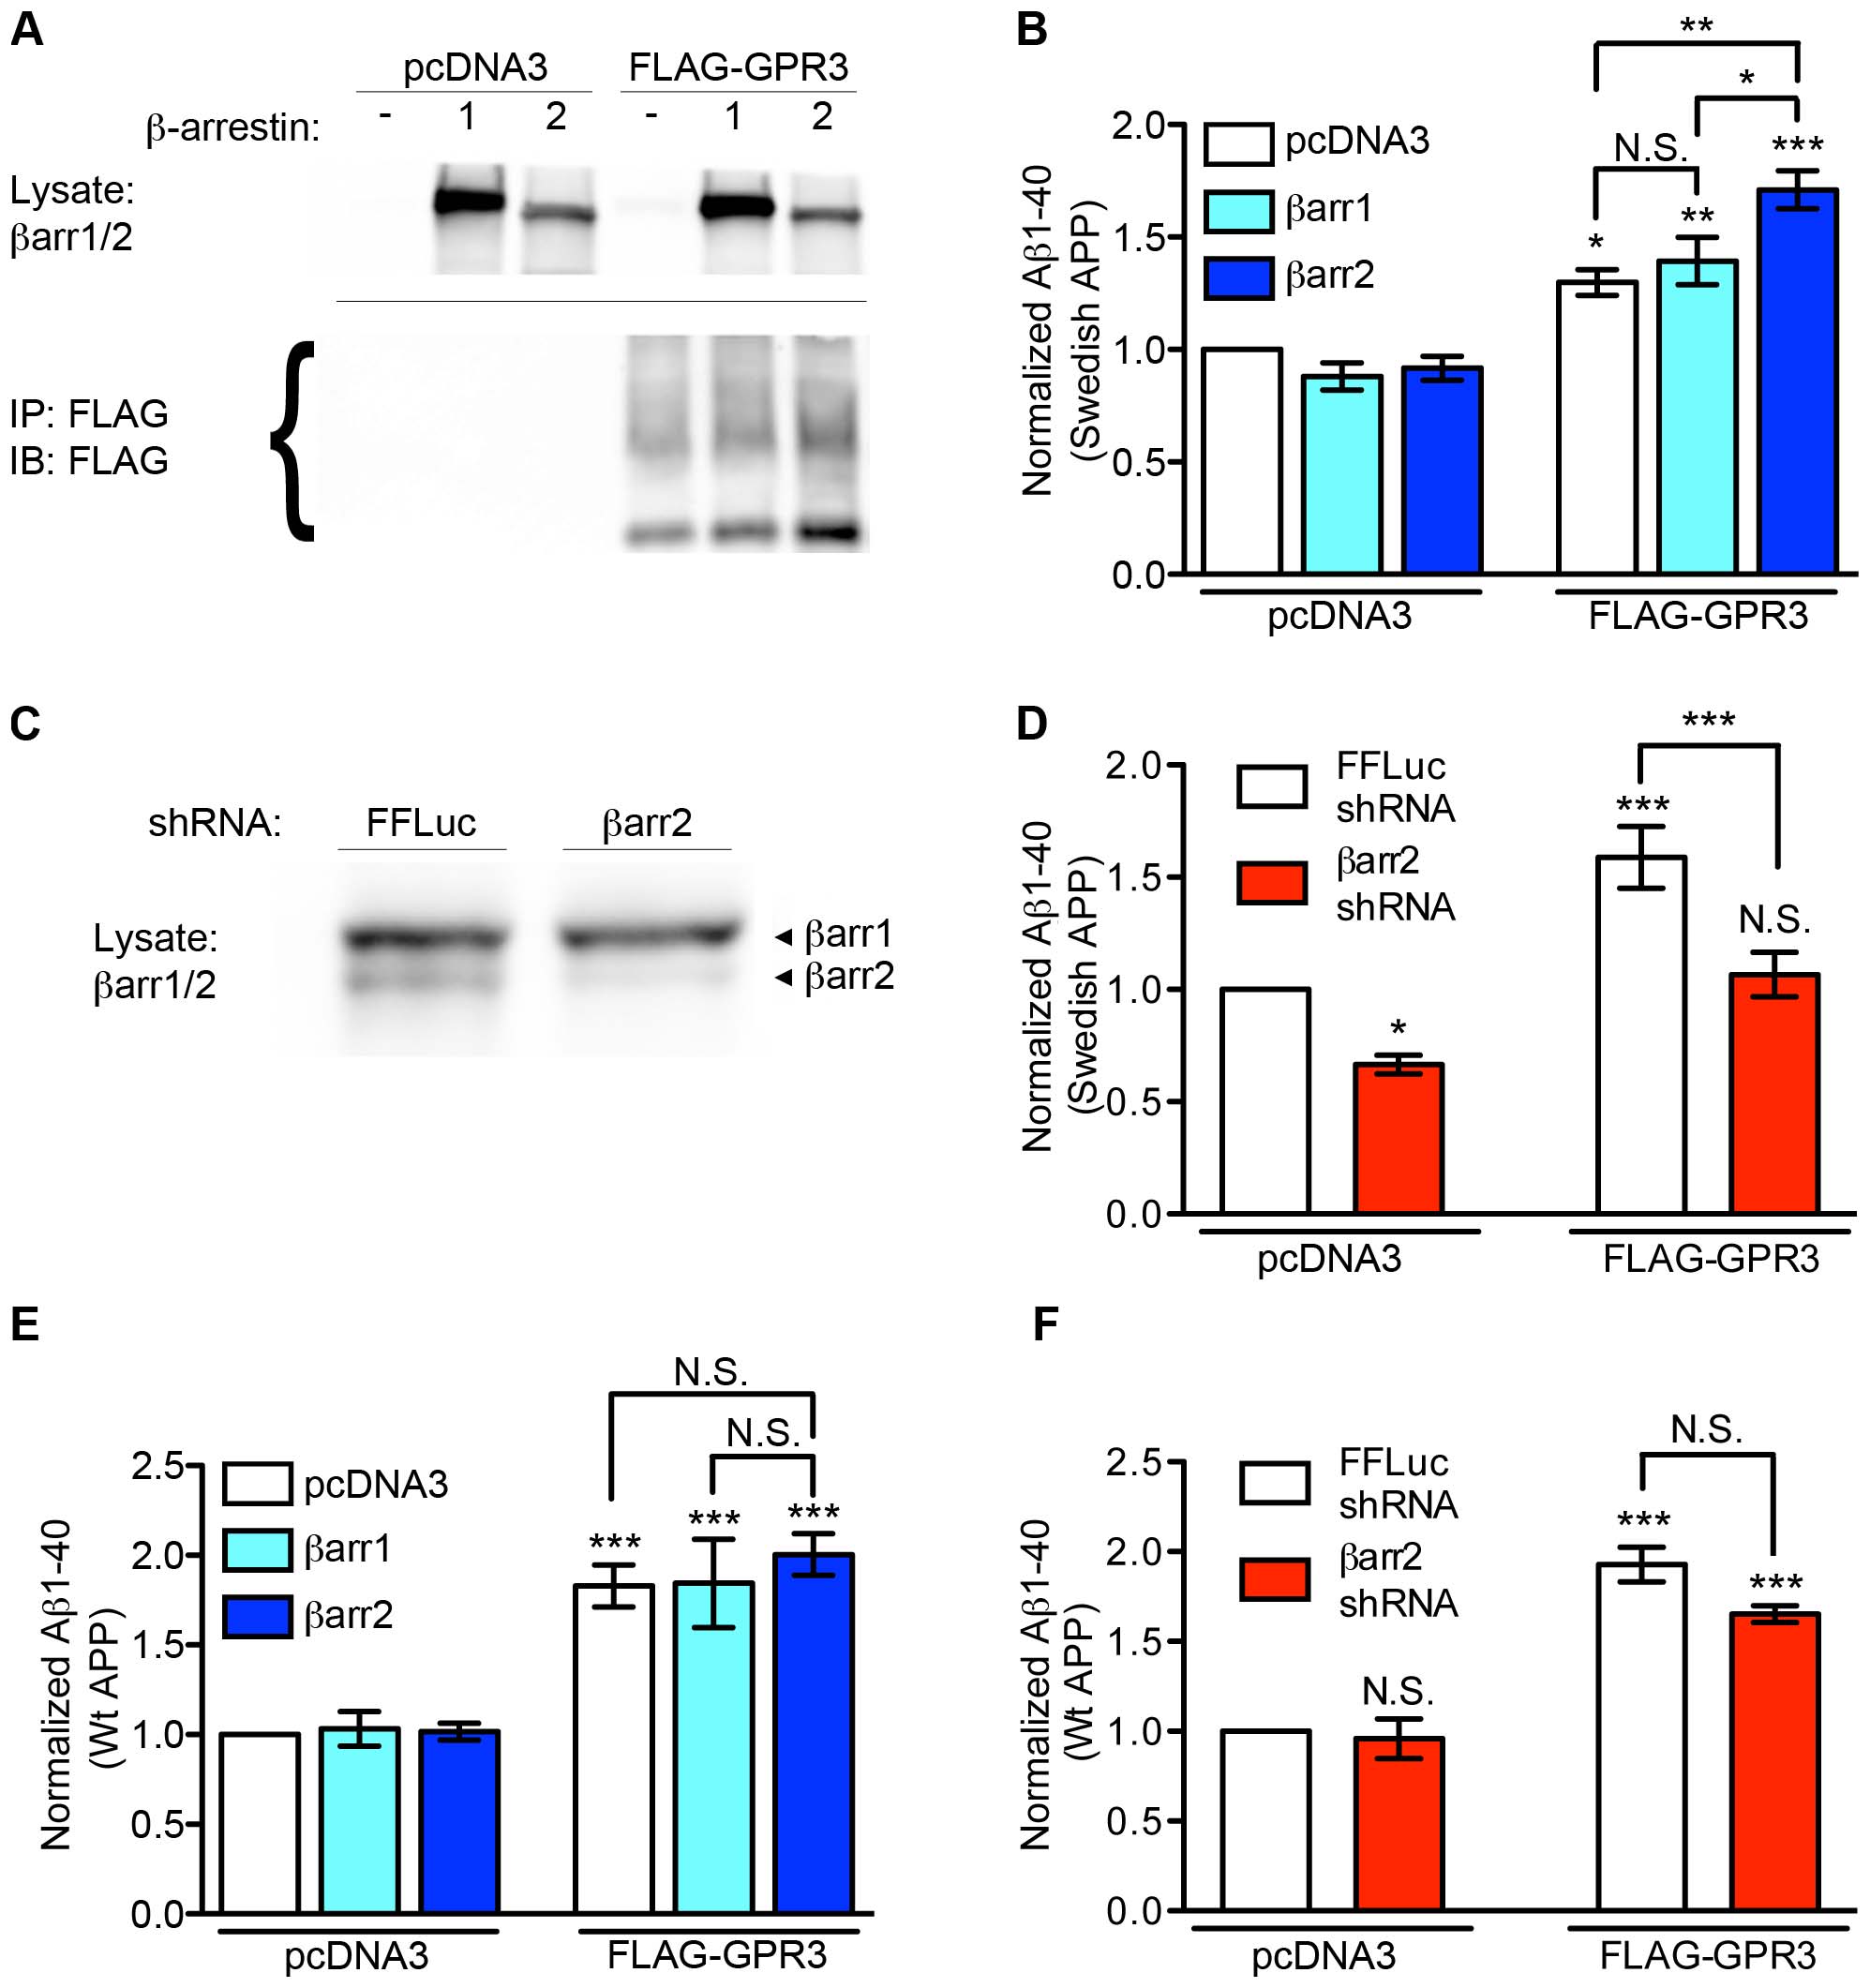 A
pcDNA3 FLAG-GPR3
β-arrestin: - 1 2 - 1 2
Lysate:
βarr1/2
IP: FLAG
IB: FLAG
{
B
**
*
N.S.
* ** ***
Normalized Aβ1-40
(Swedish APP)
2.0
1.5
1.0
0.5
0.0
pcDNA3
βarr1
βarr2
pcDNA3 FLAG-GPR3
C
shRNA: FFLuc βarr2
Lysate:
βarr1/2
◄ βarr1
◄ βarr2
D
***
***
N.S.
*
Normalized Aβ1-40
(Swedish APP)
2.0
1.5
1.0
0.5
0.0
FFLuc
shRNA
βarr2
shRNA
pcDNA3 FLAG-GPR3
E
N.S.
N.S.
*** *** ***
Normalized Aβ1-40
(Wt APP)
2.5
2.0
1.5
1.0
0.5
0.0
pcDNA3
βarr1
βarr2
pcDNA3 FLAG-GPR3
F
N.S.
***
***
N.S.
Normalized Aβ1-40
(Wt APP)
2.5
2.0
1.5
1.0
0.5
0.0
FFLuc
shRNA
βarr2
shRNA
pcDNA3 FLAG-GPR3